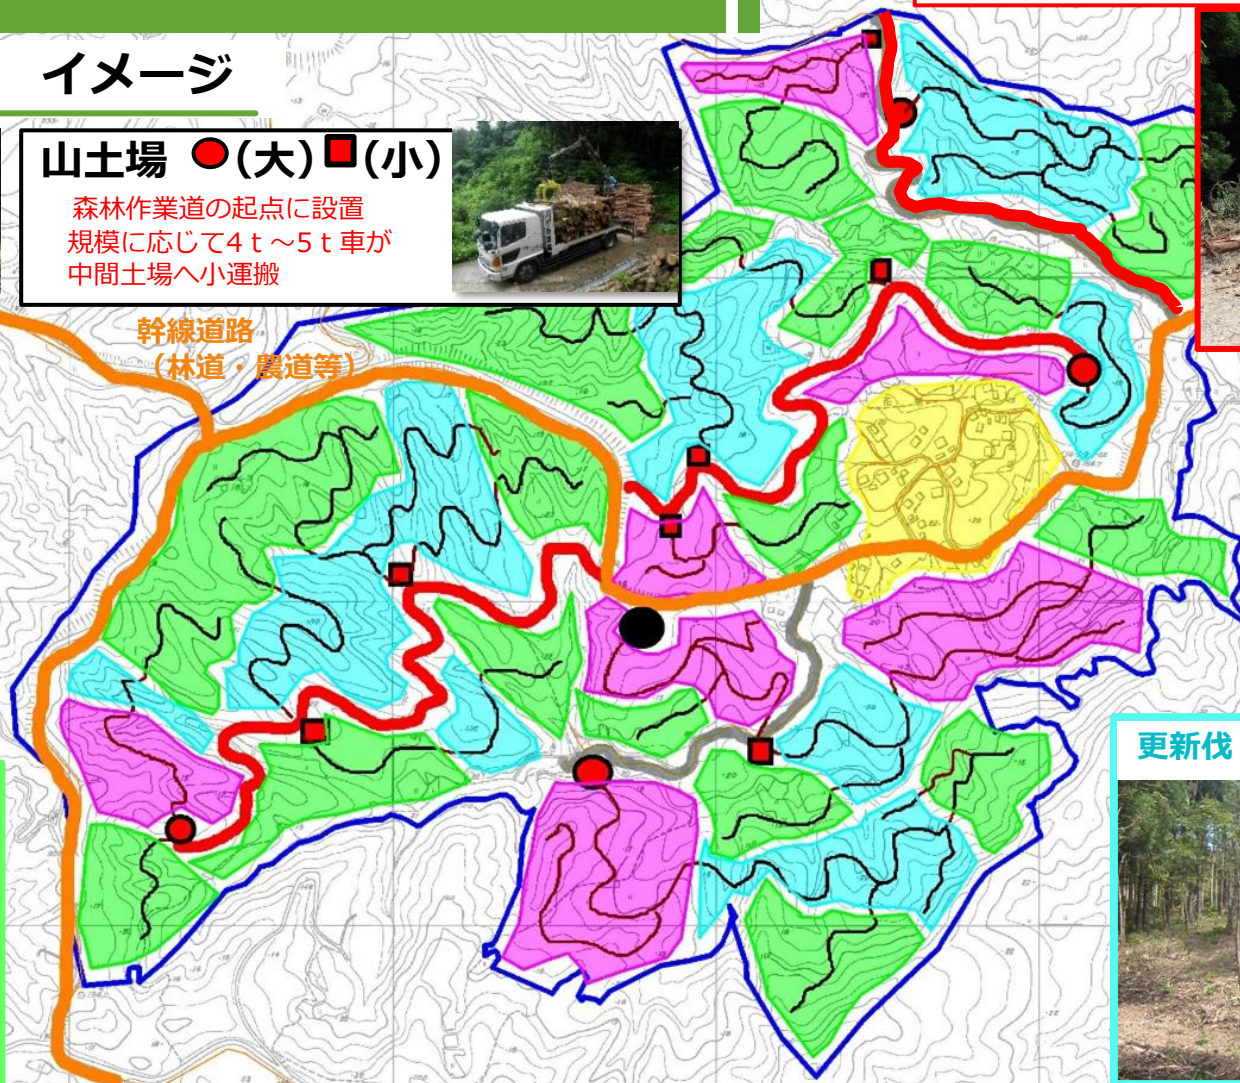 イメージ
山土場 (大) (小)
森林作業道の起点に設置
規模に応じて4ｔ～5ｔ車が
中間土場へ小運搬
幹線道路
（林道・農道等）
更新伐